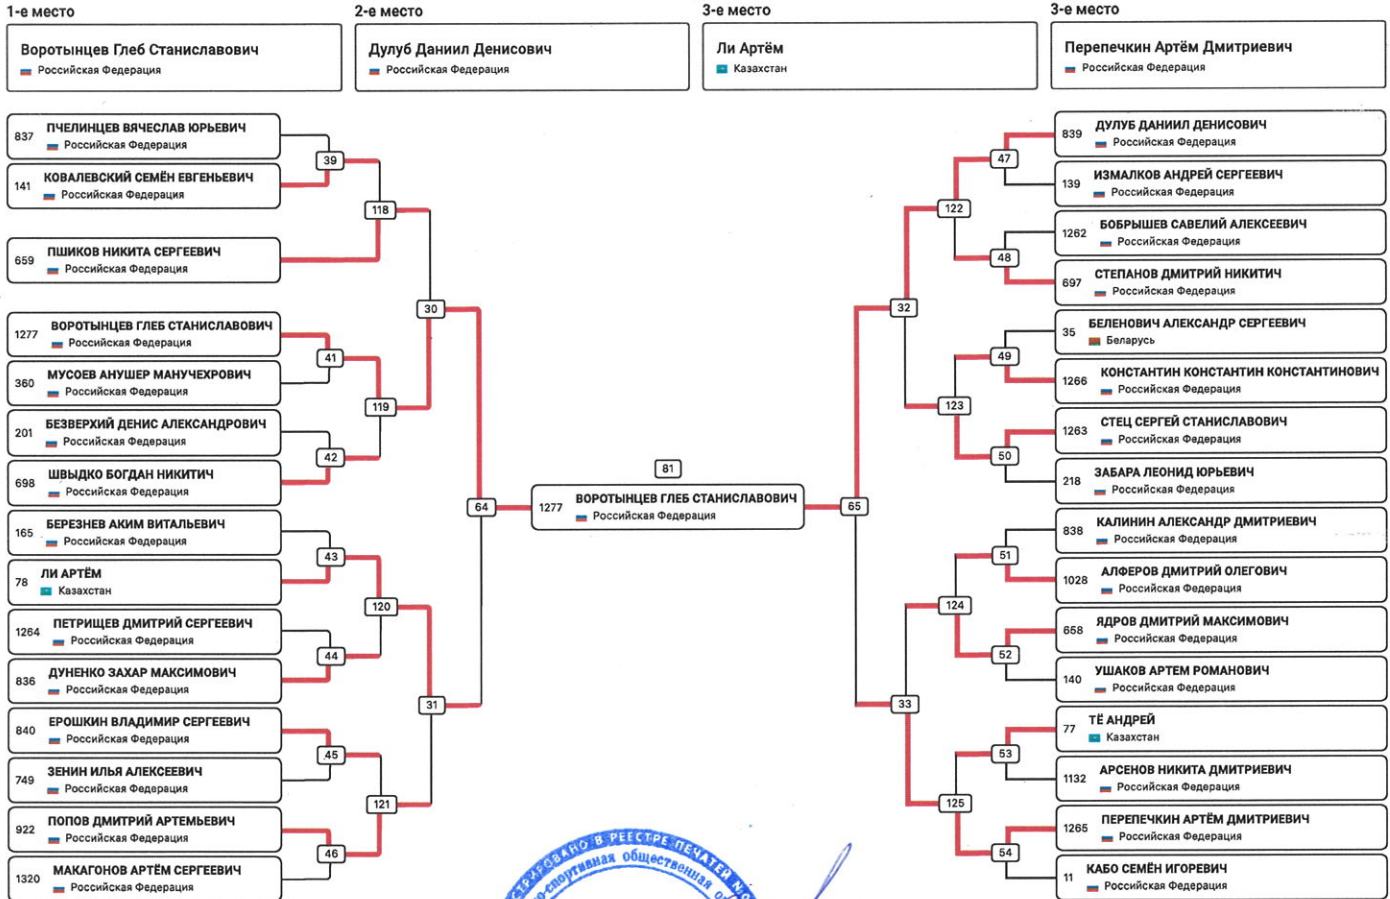 1-е место
Воротынцев Глеб Станиславович
Российская Федерация
2-е место
Дулуб Даниил Денисович
Российская Федерация
3-е место
Ли Артём
Казахстан
3-е место
Перепечкин Артём Дмитриевич
Российская Федерация
837 ПЧЕЛИНЦЕВ ВЯЧЕСЛАВ ЮРЬЕВИЧ
Российская Федерация
39
141 КОВАЛЕВСКИЙ СЕМЁН ЕВГЕНЬЕВИЧ
Российская Федерация
118
659 ПШИКОВ НИКИТА СЕРГЕЕВИЧ
Российская Федерация
30
1277 ВОРОТЫНЦЕВ ГЛЕБ СТАНИСЛАВОВИЧ
Российская Федерация
41
360 МУСОЕВ АНУШЕР МАНУЧЕХРОВИЧ
Российская Федерация
119
201 БЕЗВЕРХИЙ ДЕНИС АЛЕКСАНДРОВИЧ
Российская Федерация
42
698 ШВЫДКО БОГДАН НИКИТИЧ
Российская Федерация
64
165 БЕРЕЗНЕВ АКИМ ВИТАЛЬЕВИЧ
Российская Федерация
43
78 ЛИ АРТЁМ
Казахстан
120
1264 ПЕТРИЩЕВ ДМИТРИЙ СЕРГЕЕВИЧ
Российская Федерация
44
836 ДУНЕНКО ЗАХАР МАКСИМОВИЧ
Российская Федерация
31
840 ЕРОШКИН ВЛАДИМИР СЕРГЕЕВИЧ
Российская Федерация
45
749 ЗЕНИН ИЛЬЯ АЛЕКСЕЕВИЧ
Российская Федерация
121
922 ПОПОВ ДМИТРИЙ АРТЕМЬЕВИЧ
Российская Федерация
46
1320 МАКАГОНОВ АРТЁМ СЕРГЕЕВИЧ
Российская Федерация
81
1277 ВОРОТЫНЦЕВ ГЛЕБ СТАНИСЛАВОВИЧ
Российская Федерация
839 ДУЛУБ ДАНИИЛ ДЕНИСОВИЧ
Российская Федерация
47
139 ИЗМАЛКОВ АНДРЕЙ СЕРГЕЕВИЧ
Российская Федерация
122
1262 БОБРЫШЕВ САВЕЛИЙ АЛЕКСЕЕВИЧ
Российская Федерация
48
697 СТЕПАНОВ ДМИТРИЙ НИКИТИЧ
Российская Федерация
32
35 БЕЛЕНОВИЧ АЛЕКСАНДР СЕРГЕЕВИЧ
Беларусь
49
1266 КОНСТАНТИН КОНСТАНТИН КОНСТАНТИНОВИЧ
Российская Федерация
123
1263 СТЕЦ СЕРГЕЙ СТАНИСЛАВОВИЧ
Российская Федерация
50
218 ЗАБАРА ЛЕОНИД ЮРЬЕВИЧ
Российская Федерация
65
838 КАЛИНИН АЛЕКСАНДР ДМИТРИЕВИЧ
Российская Федерация
51
1028 АЛФЕРОВ ДМИТРИЙ ОЛЕГОВИЧ
Российская Федерация
124
658 ЯДРОВ ДМИТРИЙ МАКСИМОВИЧ
Российская Федерация
52
140 УШАКОВ АРТЕМ РОМАНОВИЧ
Российская Федерация
33
77 ТЁ АНДРЕЙ
Казахстан
53
1132 АРСЕНОВ НИКИТА ДМИТРИЕВИЧ
Российская Федерация
125
1265 ПЕРЕПЕЧКИН АРТЁМ ДМИТРИЕВИЧ
Российская Федерация
54
11 КАБО СЕМЁН ИГОРЕВИЧ
Российская Федерация
В РЕЕСТРЕ ПЕЧАТЕЙ
спортивная общественная